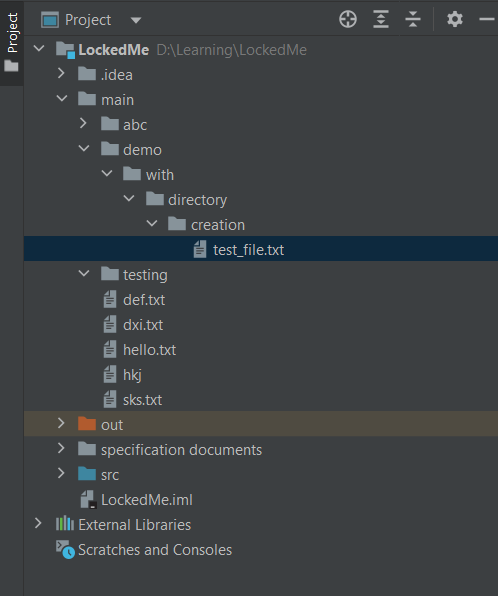 Project
Project
LockedMe D:\Learning\LockedMe
.idea
main
abc
demo
with
directory
creation
test_file.txt
testing
def.txt
dxi.txt
hello.txt
hkj
sks.txt
out
specification documents
src
LockedMe.iml
External Libraries
Scratches and Consoles